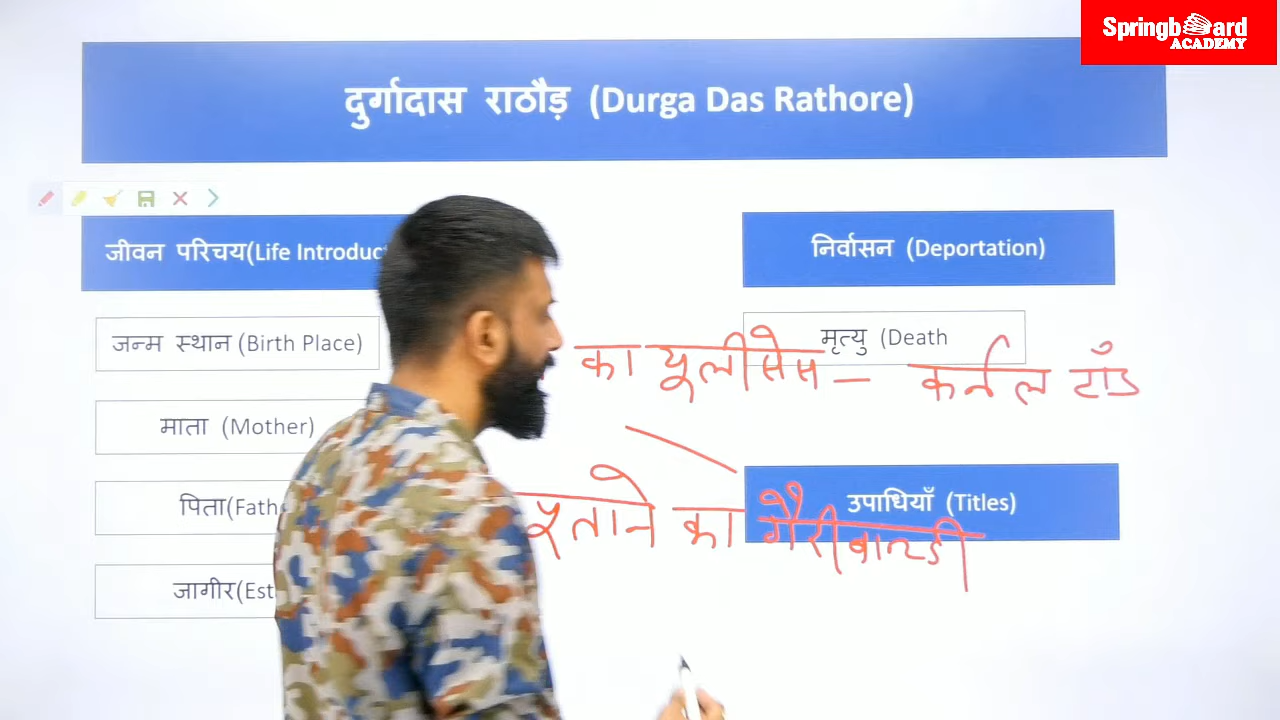 Springboard
ACADEMY
दुर्गादास राठौड़ (Durga Das Rathore)
जीवन परिचय(Life Introduct
निर्वासन (Deportation)
जन्म स्थान (Birth Place)
मृत्यु (Death
का यूलीसेस – कर्नल टॉड
माता (Mother)
उपाधियाँ (Titles)
पिता(Fath
पूताने का गैरीबाल्डी
जागीर(Est